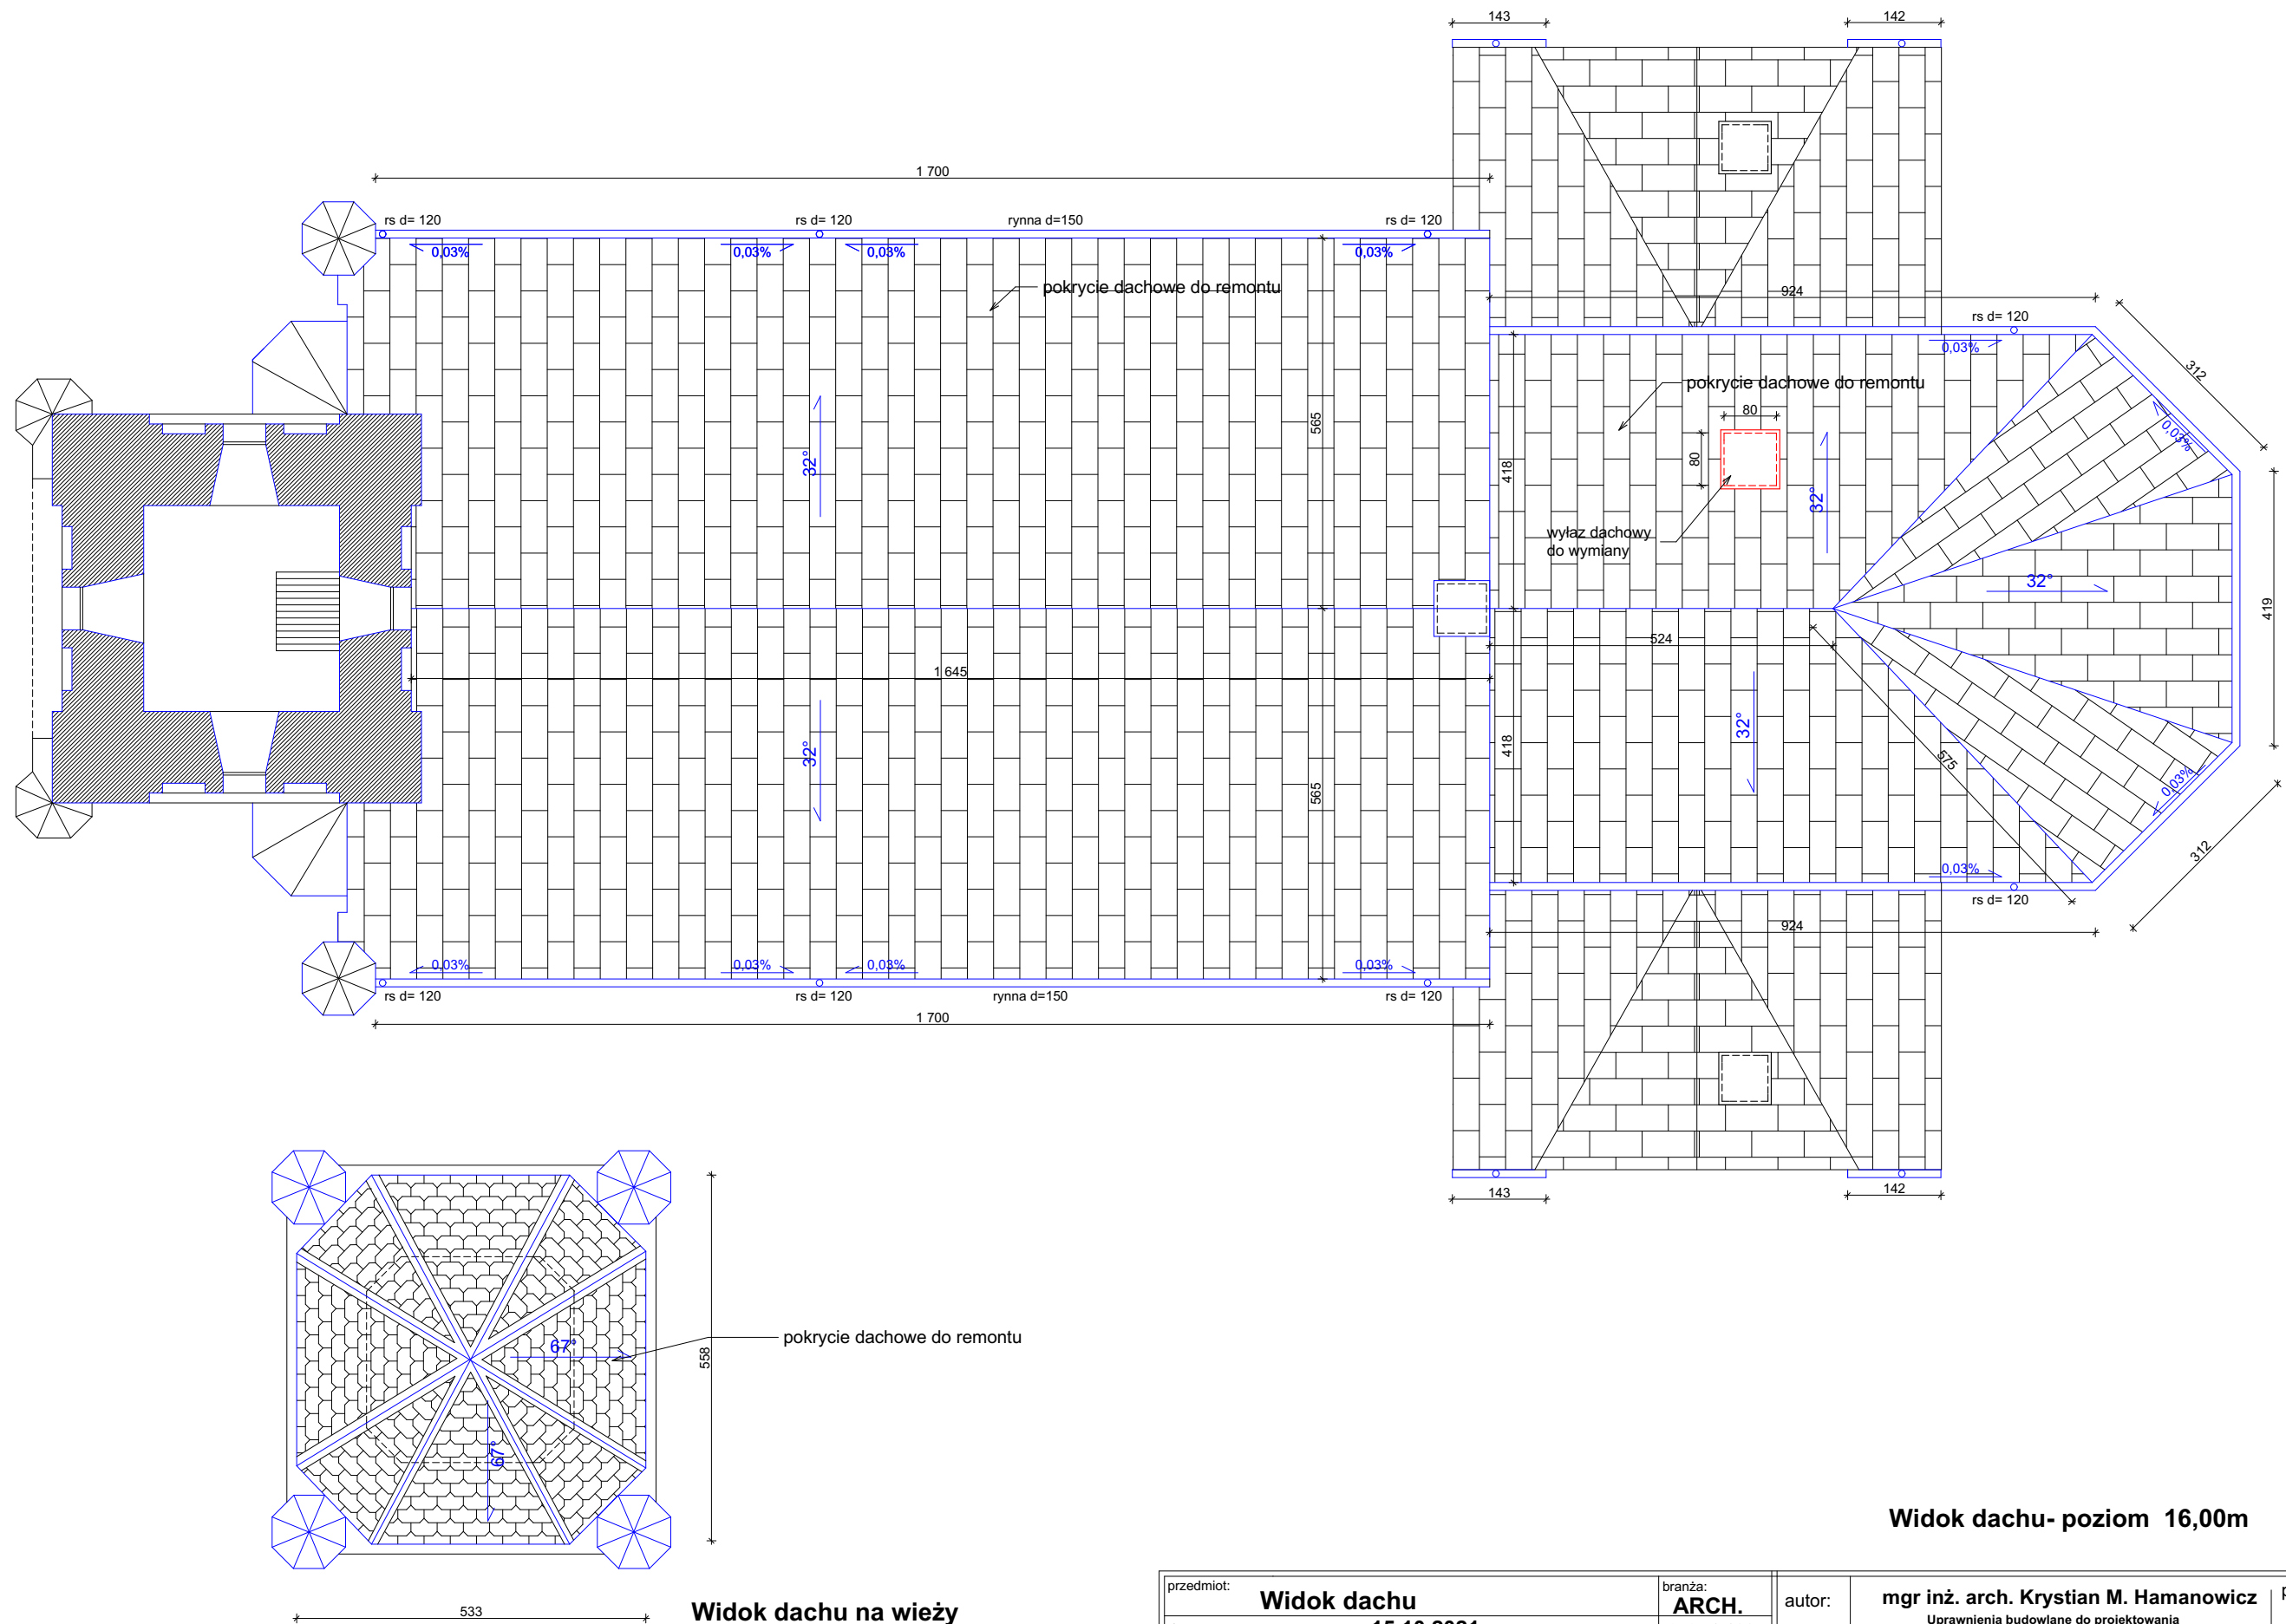 143
142
1 700
rs d= 120
rs d= 120
rynna d=150
rs d= 120
0,03%
0,03%
0,03%
0,03%
pokrycie dachowe do remontu
924
rs d= 120
0,03%
312
pokrycie dachowe do remontu
80
80
565
418
32°
32°
0,03%
wyłaz dachowy
do wymiany
32°
419
524
1 645
32°
32°
418
565
575
0,03%
312
0,03%
rs d= 120
924
0,03%
0,03%
0,03%
0,03%
rs d= 120
rs d= 120
rynna d=150
rs d= 120
1 700
143
142
67°
67°
558
pokrycie dachowe do remontu
533
Widok dachu na wieży
Widok dachu- poziom 16,00m
przedmiot:
Widok dachu
branża:
ARCH.
autor:
mgr inż. arch. Krystian M. Hamanowicz
Uprawnienia budowlane do projektowania
15.10.2021